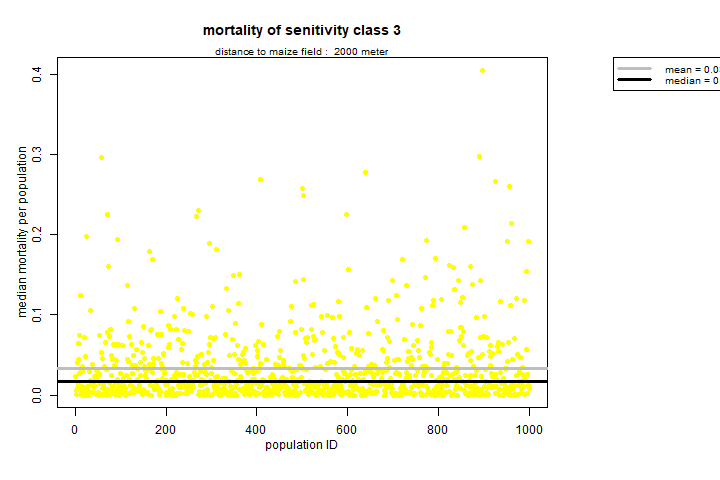 mortality of senitivity class 3
distance to maize field :  2000 meter
mean = 0.03
median = 0
median mortality per population
0.4
0.3
0.2
0.1
0.0
0
200
400
600
800
1000
population ID